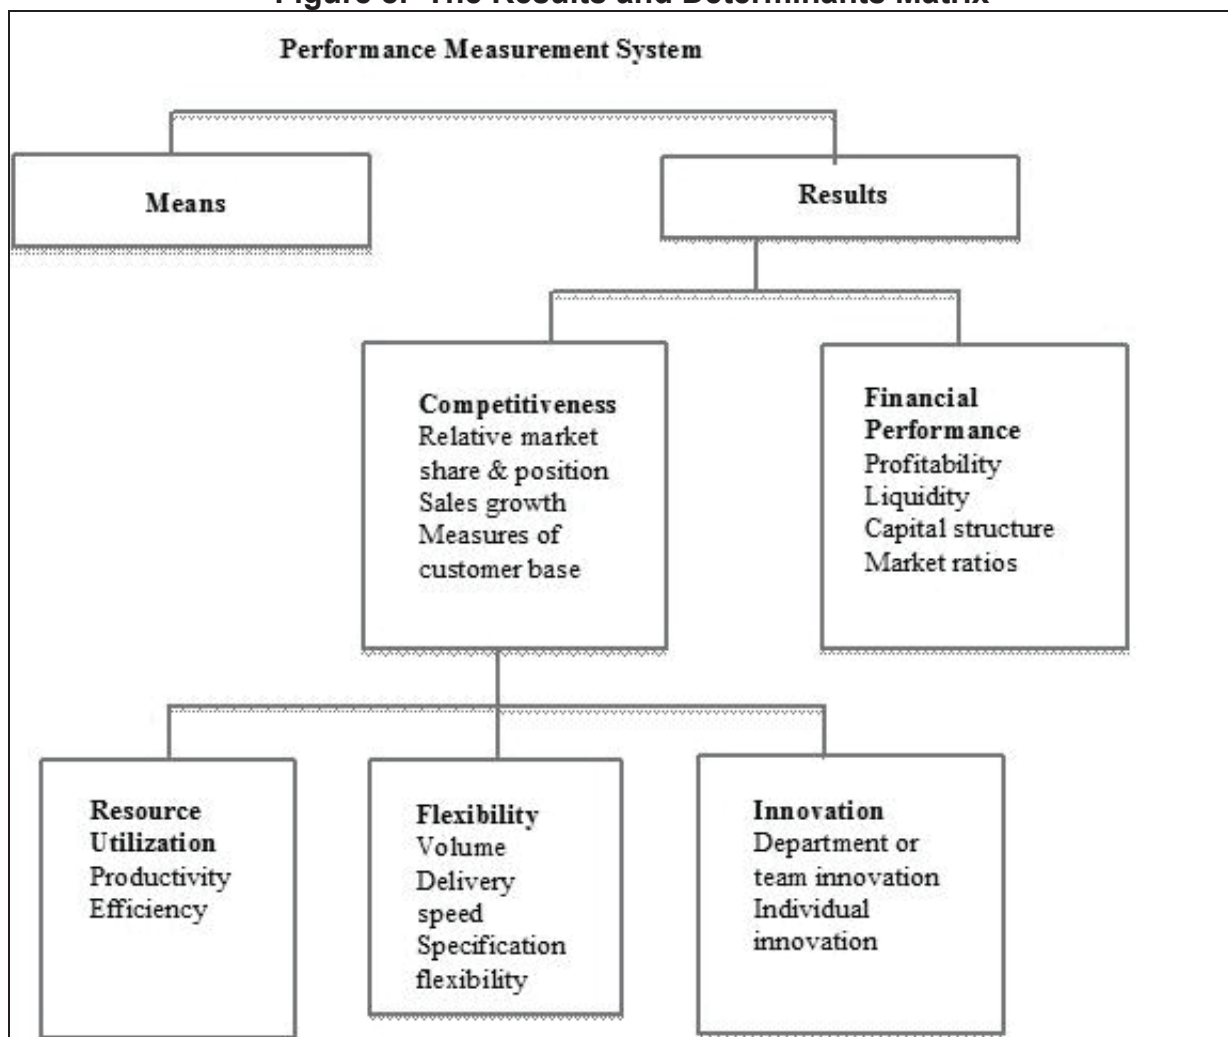 Figure 3. The Results and Determinants Matrix
Performance Measurement System
Means
Results
Competitiveness
Relative market
share & position
Sales growth
Measures of
customer base
Financial
Performance
Profitability
Liquidity
Capital structure
Market ratios
Resource
Utilization
Productivity
Efficiency
Flexibility
Volume
Delivery
speed
Specification
flexibility
Innovation
Department or
team innovation
Individual
innovation